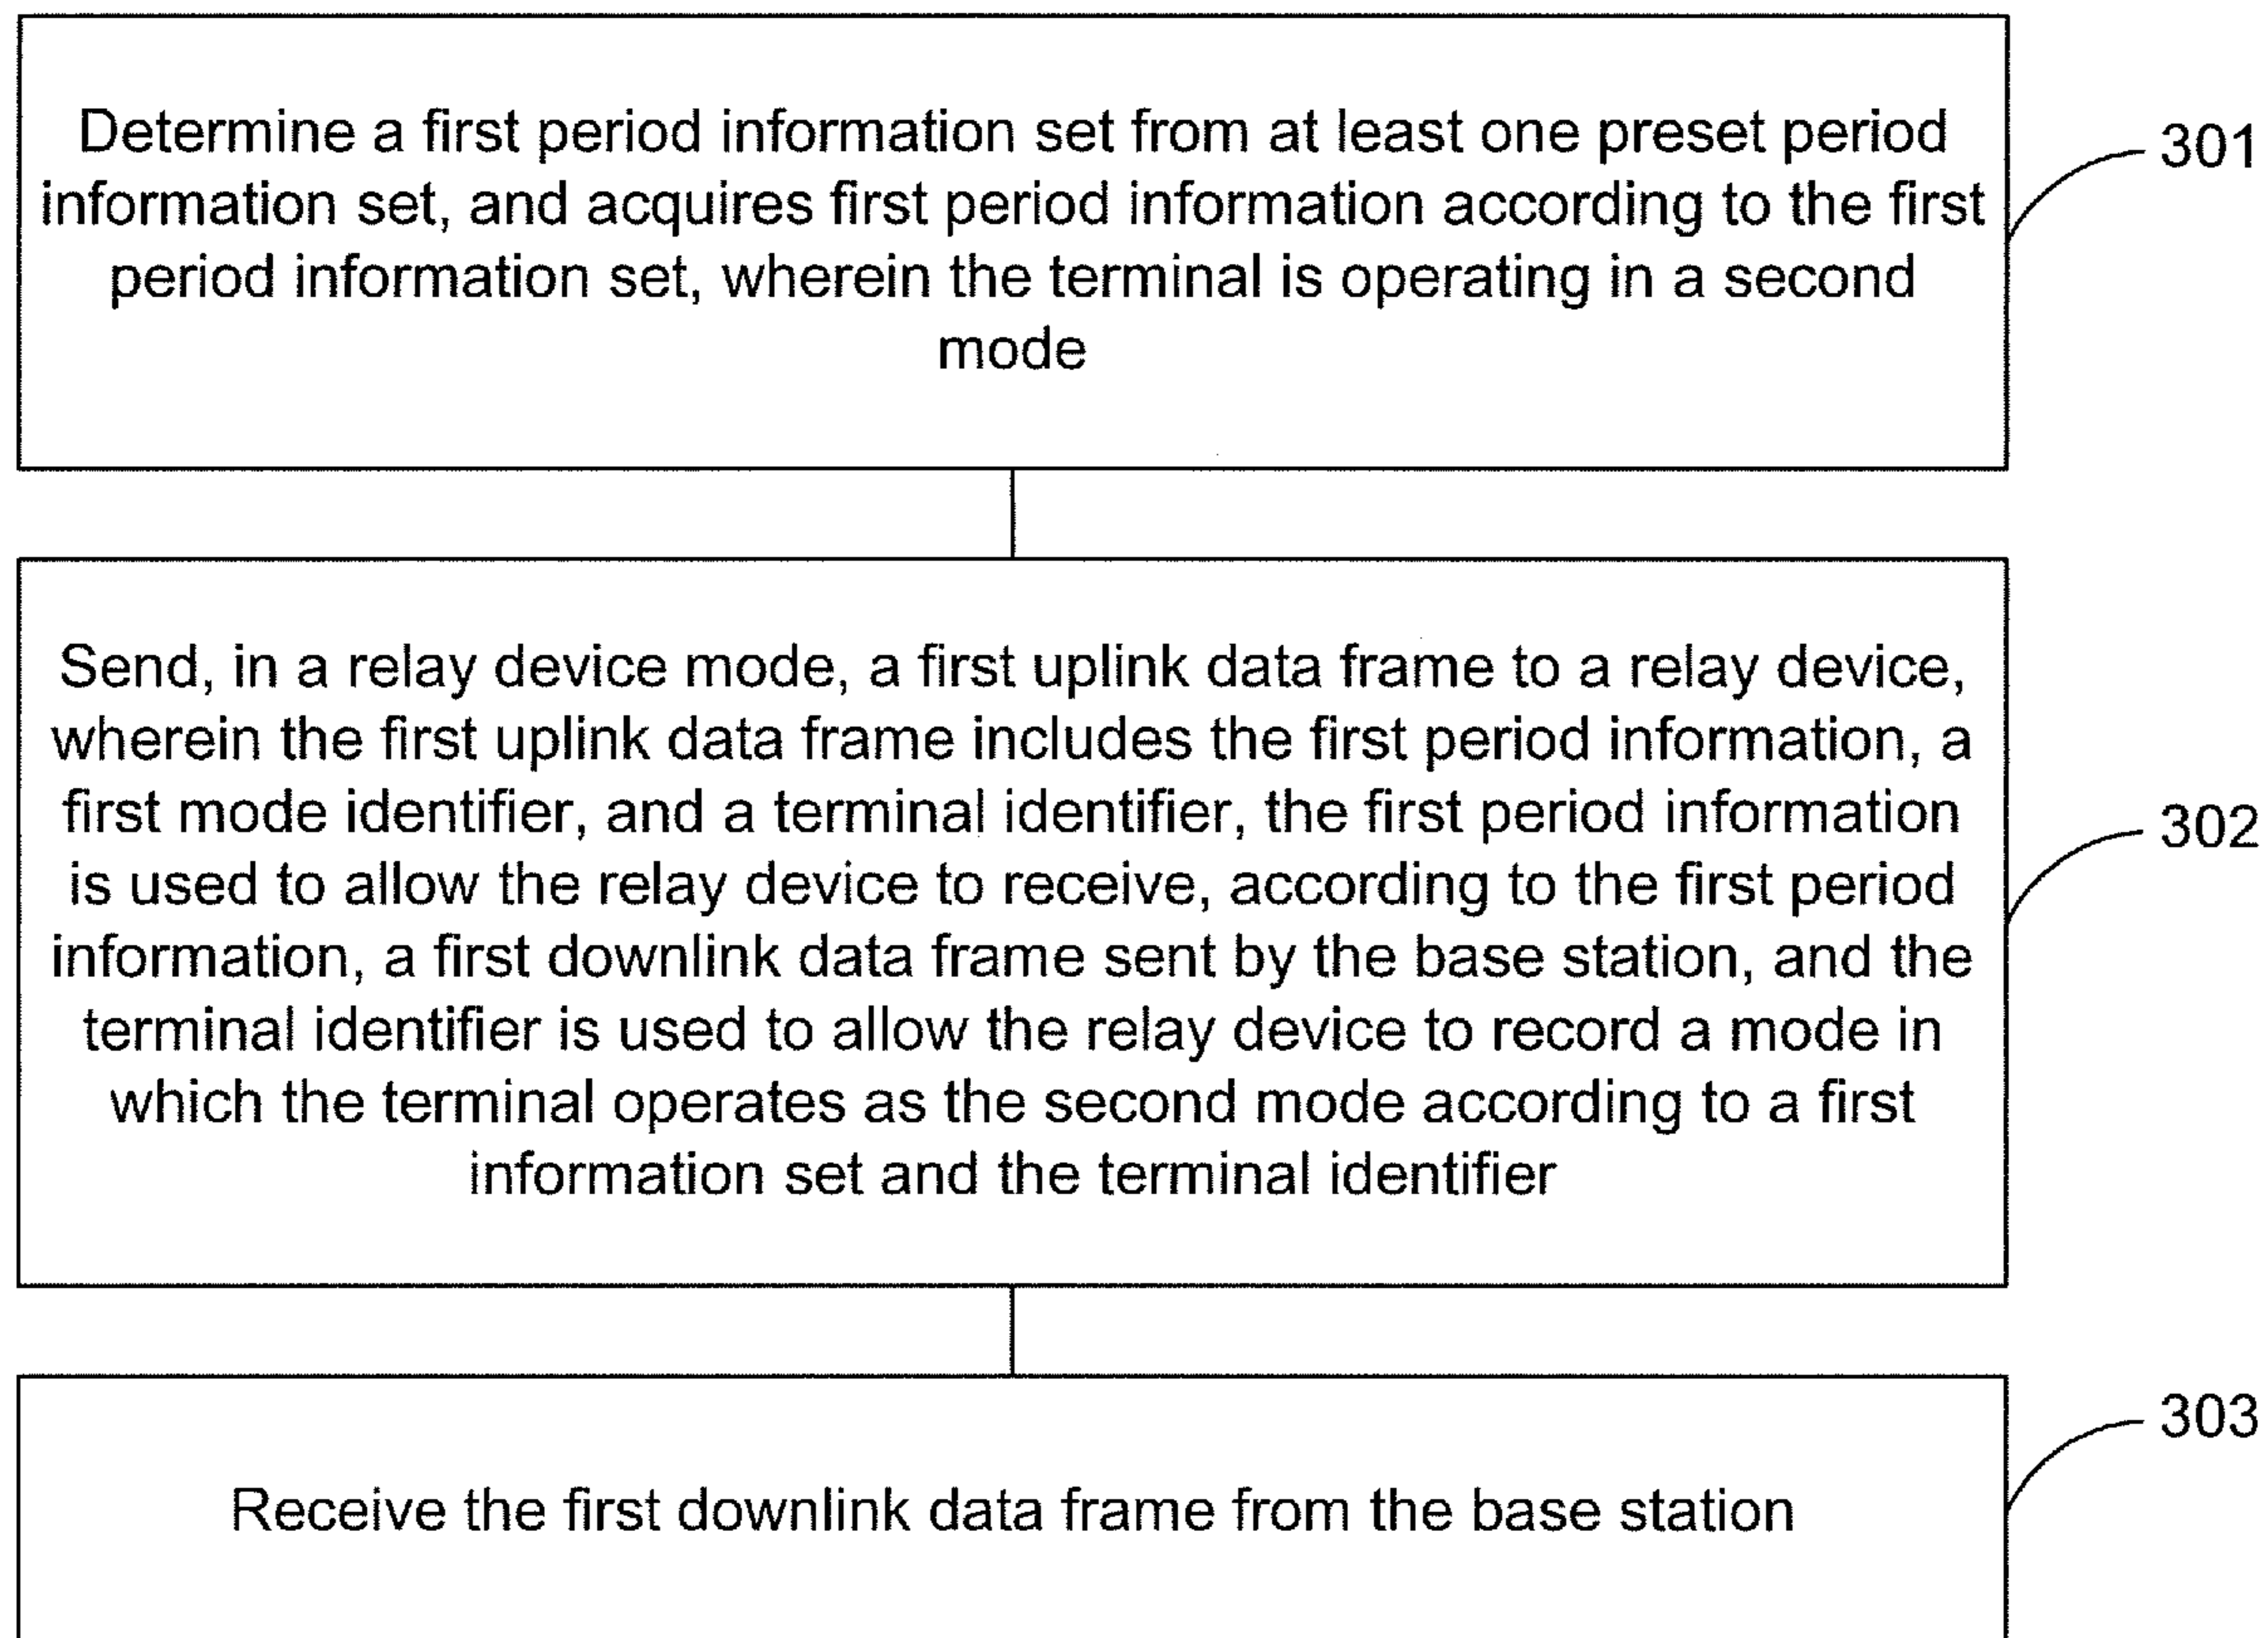 Determine a first period information set from at least one preset period
information set, and acquires first period information according to the first
period information set, wherein the terminal is operating in a second
mode
301
Send, in a relay device mode, a first uplink data frame to a relay device,
wherein the first uplink data frame includes the first period information, a
first mode identifier, and a terminal identifier, the first period information
is used to allow the relay device to receive, according to the first period
information, a first downlink data frame sent by the base station, and the
terminal identifier is used to allow the relay device to record a mode in
which the terminal operates as the second mode according to a first
information set and the terminal identifier
302
Receive the first downlink data frame from the base station
303